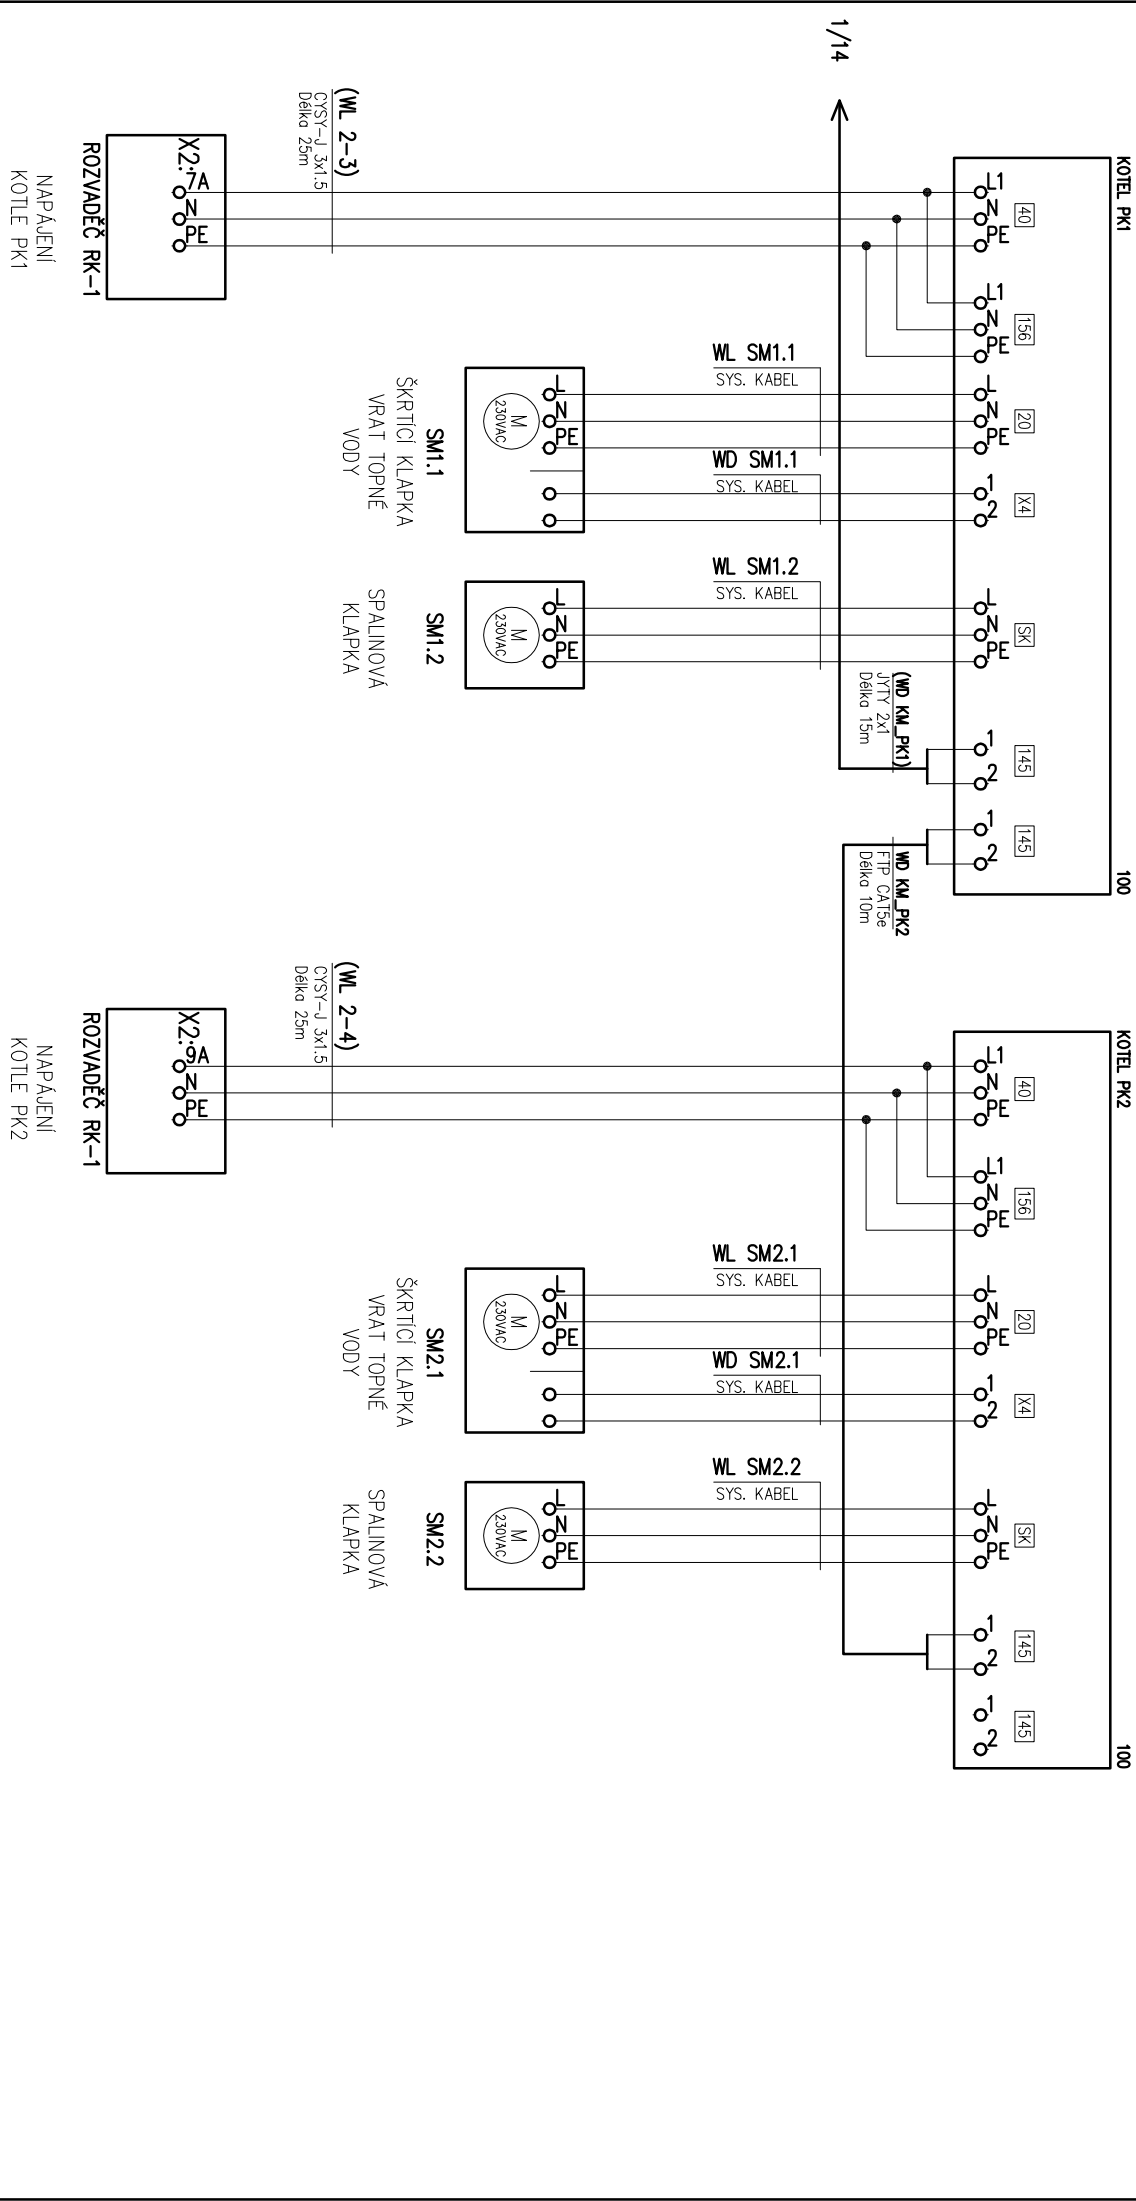 1/14
KOTEL PK1
100
L1
N
PE
40
L1
N
PE
156
L
N
PE
20
1
2
X4
L
N
PE
SK
1
2
145
1
2
145
(WL 2-3)
CYSY-J 3x1.5
Délka 25m
WL SM1.1
SYS. KABEL
WD SM1.1
SYS. KABEL
WL SM1.2
SYS. KABEL
(WD KM_PK1)
JYTY 2x1
Délka 15m
WD KM_PK2
FTP CAT5e
Délka 10m
X2:
7A
N
PE
ROZVADĚČ RK-1
NAPÁJENÍ
KOTLE PK1
L
N
PE
M
230VAC
SM1.1
ŠKRTÍCÍ KLAPKA
VRAT TOPNÉ
VODY
L
N
PE
M
230VAC
SM1.2
SPALINOVÁ
KLAPKA
KOTEL PK2
100
L1
N
PE
40
L1
N
PE
156
L
N
PE
20
1
2
X4
L
N
PE
SK
1
2
145
1
2
145
(WL 2-4)
CYSY-J 3x1.5
Délka 25m
WL SM2.1
SYS. KABEL
WD SM2.1
SYS. KABEL
WL SM2.2
SYS. KABEL
X2:
9A
N
PE
ROZVADĚČ RK-1
NAPÁJENÍ
KOTLE PK2
L
N
PE
M
230VAC
SM2.1
ŠKRTÍCÍ KLAPKA
VRAT TOPNÉ
VODY
L
N
PE
M
230VAC
SM2.2
SPALINOVÁ
KLAPKA